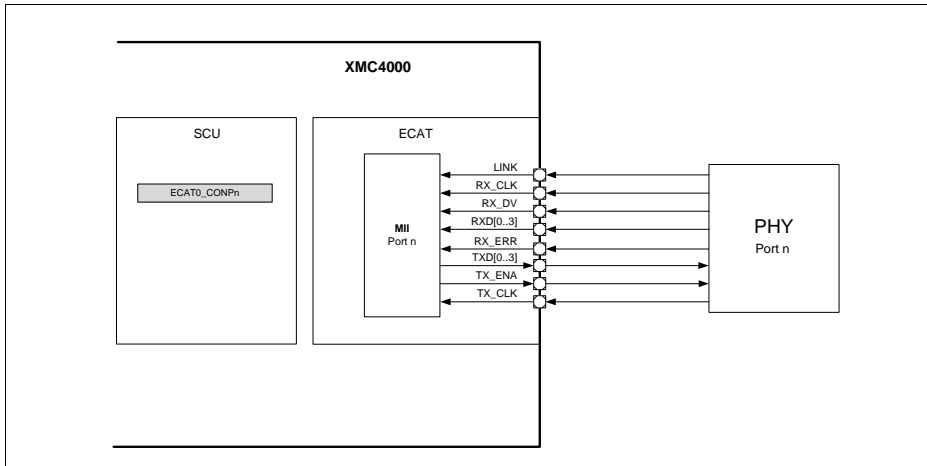 XMC4000
SCU
ECAT
ECAT0_CONPn
MII
Port n
LINK
RX_CLK
RX_DV
RXD[0..3]
RX_ERR
TXD[0..3]
TX_ENA
TX_CLK
PHY
Port n